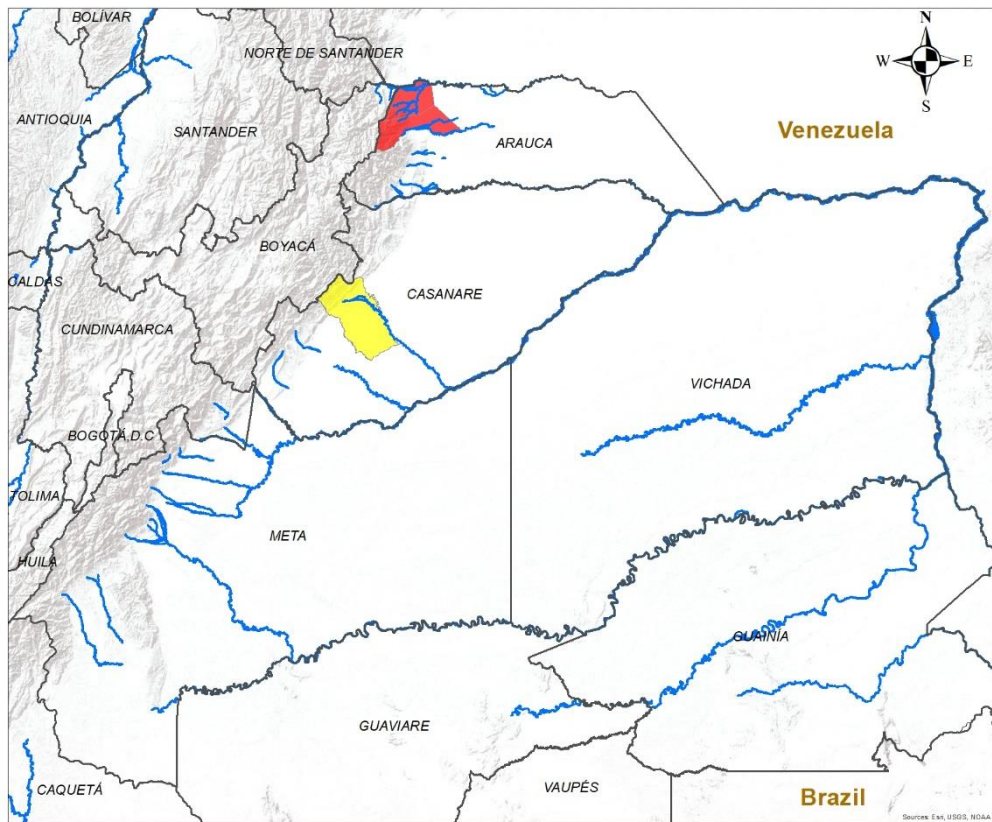 BOLÍVAR
NORTE DE SANTANDER
N
W
E
S
ANTIOQUIA
SANTANDER
ARAUCA
Venezuela
BOYACÁ
CALDAS
CASANARE
CUNDINAMARCA
VICHADA
BOGOTÁ D.C
TOLIMA
META
HUILA
GUAINÍA
GUAVIARE
CAQUETÁ
VAUPÉS
Brazil
Sources: Esri, USGS, NOAA